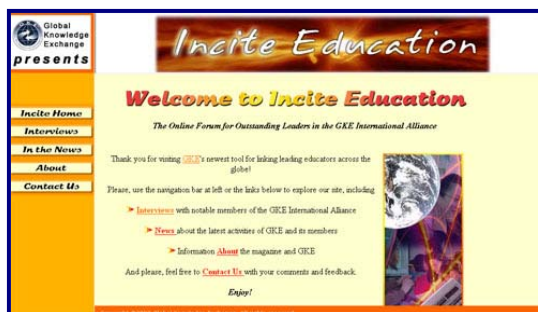 Global
Knowledge
Exchange
presents
Incite Education
Incite Home
Interviews
In the News
About
Contact Us
Welcome to Incite Education
The Online Forum for Outstanding Leaders in the GKE International Alliance
Thank you for visiting GKE's newest tool for linking leading educators across the
globe!
Please, use the navigation bar at left or the links below to explore our site, including
Interviews with notable members of the GKE International Alliance
News about the latest activities of GKE and its members
Information About the magazine and GKE
And please, feel free to Contact Us with your comments and feedback.
Enjoy!